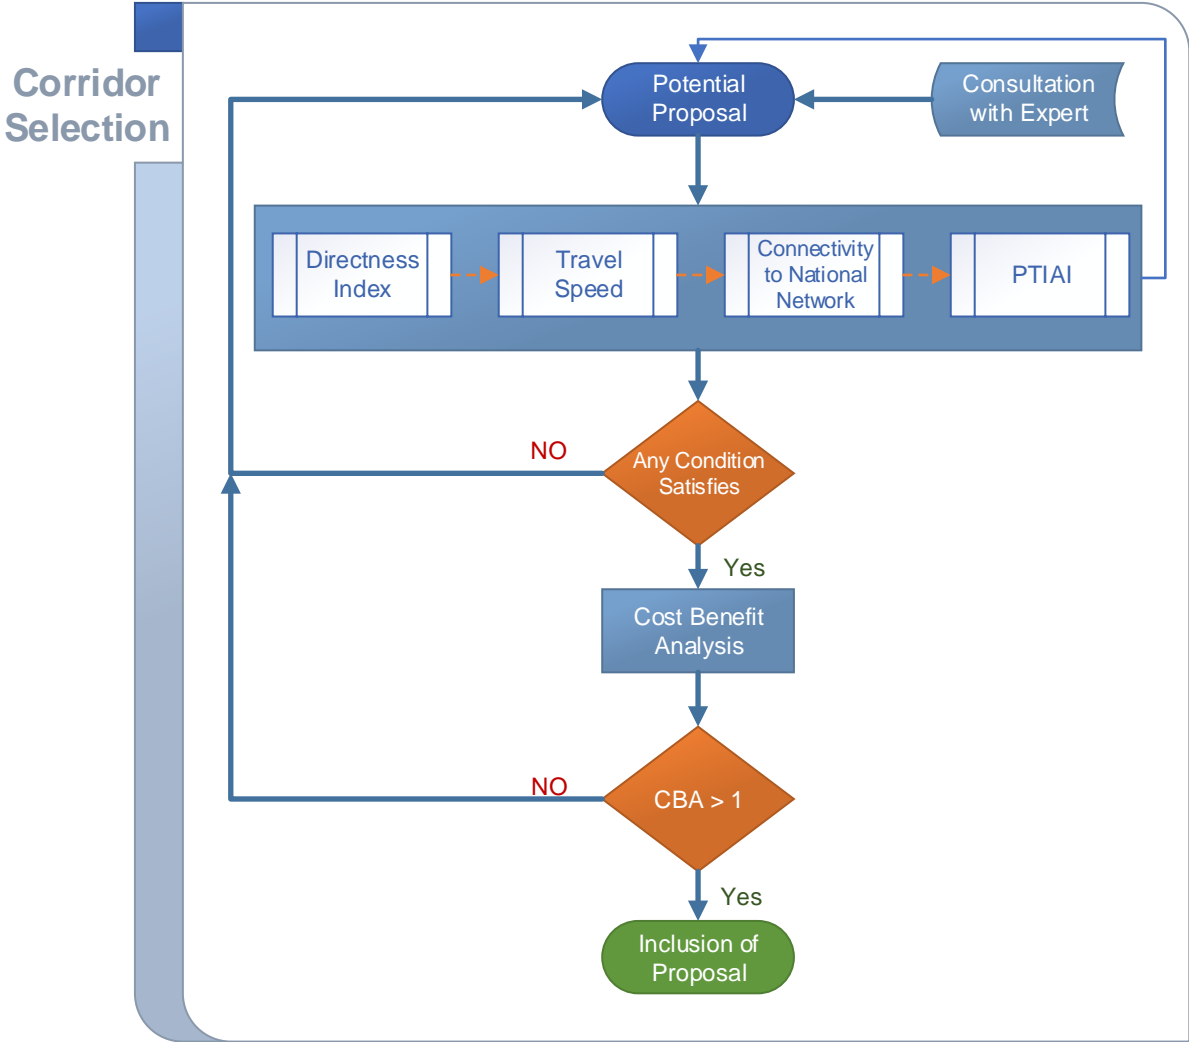 Corridor
Selection
Potential
Proposal
Consultation
with Expert
Directness
Index
Travel
Speed
Connectivity
to National
Network
PTIAI
NO
Any Condition
Satisfies
Yes
Cost Benefit
Analysis
NO
CBA > 1
Yes
Inclusion of
Proposal